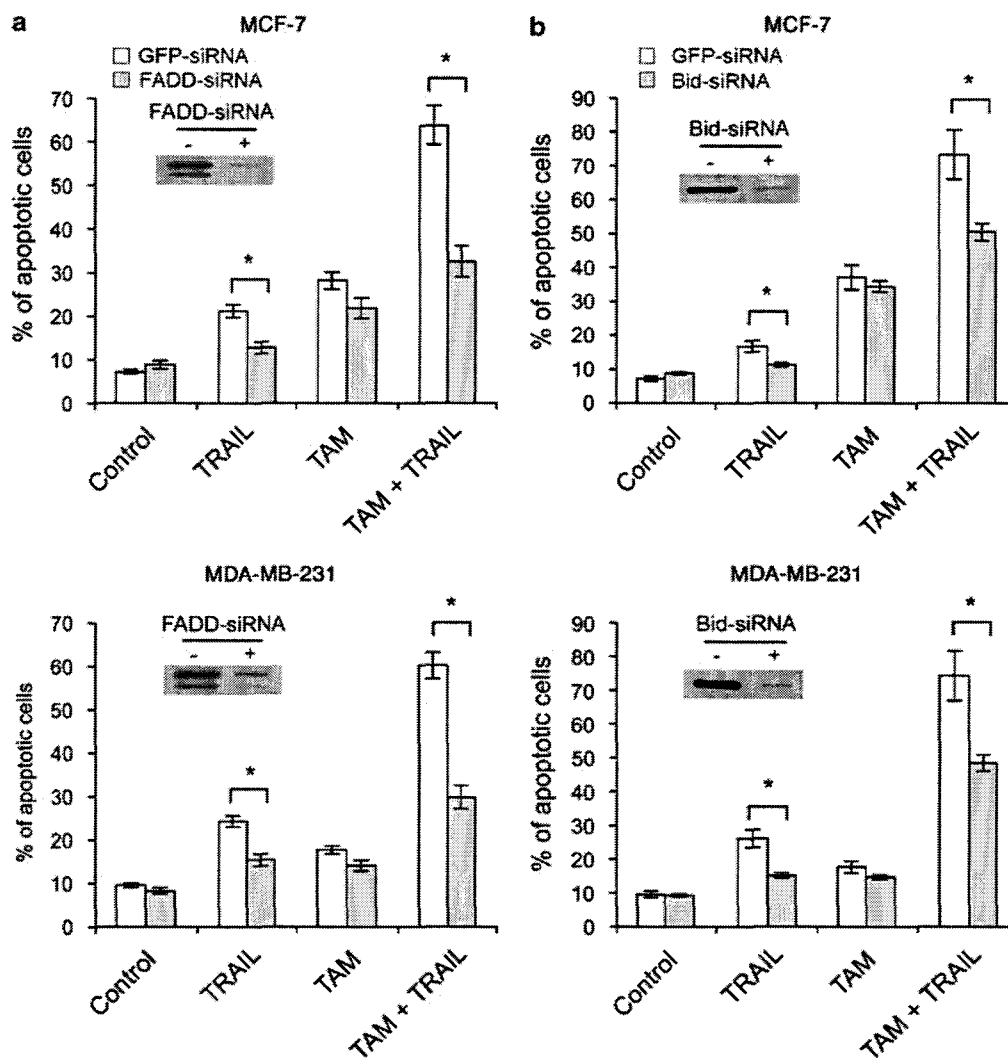 a
MCF-7
GFP-siRNA
FADD-siRNA
FADD-siRNA
- +
*
*
% of apoptotic cells
70
60
50
40
30
20
10
0
Control
TRAIL
TAM
TAM + TRAIL
b
MCF-7
GFP-siRNA
Bid-siRNA
Bid-siRNA
- +
*
*
% of apoptotic cells
90
80
70
60
50
40
30
20
10
0
Control
TRAIL
TAM
TAM + TRAIL
MDA-MB-231
FADD-siRNA
- +
*
*
% of apoptotic cells
70
60
50
40
30
20
10
0
Control
TRAIL
TAM
TAM + TRAIL
MDA-MB-231
Bid-siRNA
- +
*
*
% of apoptotic cells
90
80
70
60
50
40
30
20
10
0
Control
TRAIL
TAM
TAM + TRAIL